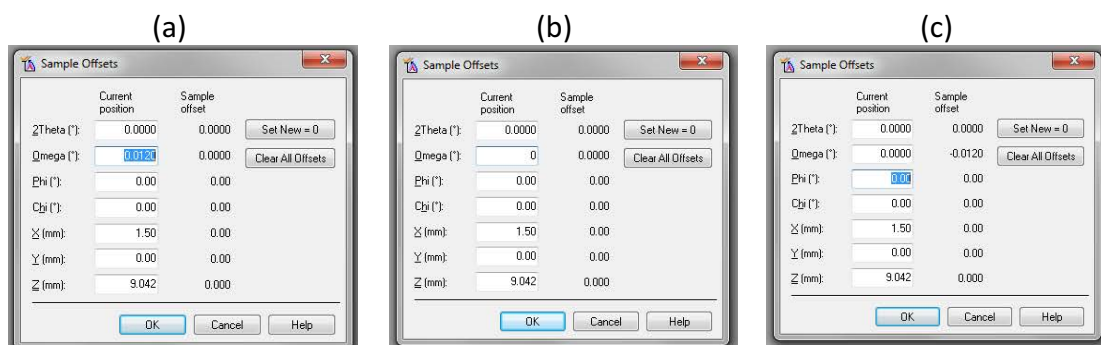 (a)
Sample Offsets
Current position
Sample offset
2Theta (°): 0.0000 0.0000 Set New = 0
Omega (°): 0.0120 0.0000 Clear All Offsets
Phi (°): 0.00 0.00
Chi (°): 0.00 0.00
X (mm): 1.50 0.00
Y (mm): 0.00 0.00
Z (mm): 9.042 0.000
OK Cancel Help
(b)
Sample Offsets
Current position
Sample offset
2Theta (°): 0.0000 0.0000 Set New = 0
Omega (°): 0 0.0000 Clear All Offsets
Phi (°): 0.00 0.00
Chi (°): 0.00 0.00
X (mm): 1.50 0.00
Y (mm): 0.00 0.00
Z (mm): 9.042 0.000
OK Cancel Help
(c)
Sample Offsets
Current position
Sample offset
2Theta (°): 0.0000 0.0000 Set New = 0
Omega (°): 0.0000 -0.0120 Clear All Offsets
Phi (°): 0.00 0.00
Chi (°): 0.00 0.00
X (mm): 1.50 0.00
Y (mm): 0.00 0.00
Z (mm): 9.042 0.000
OK Cancel Help